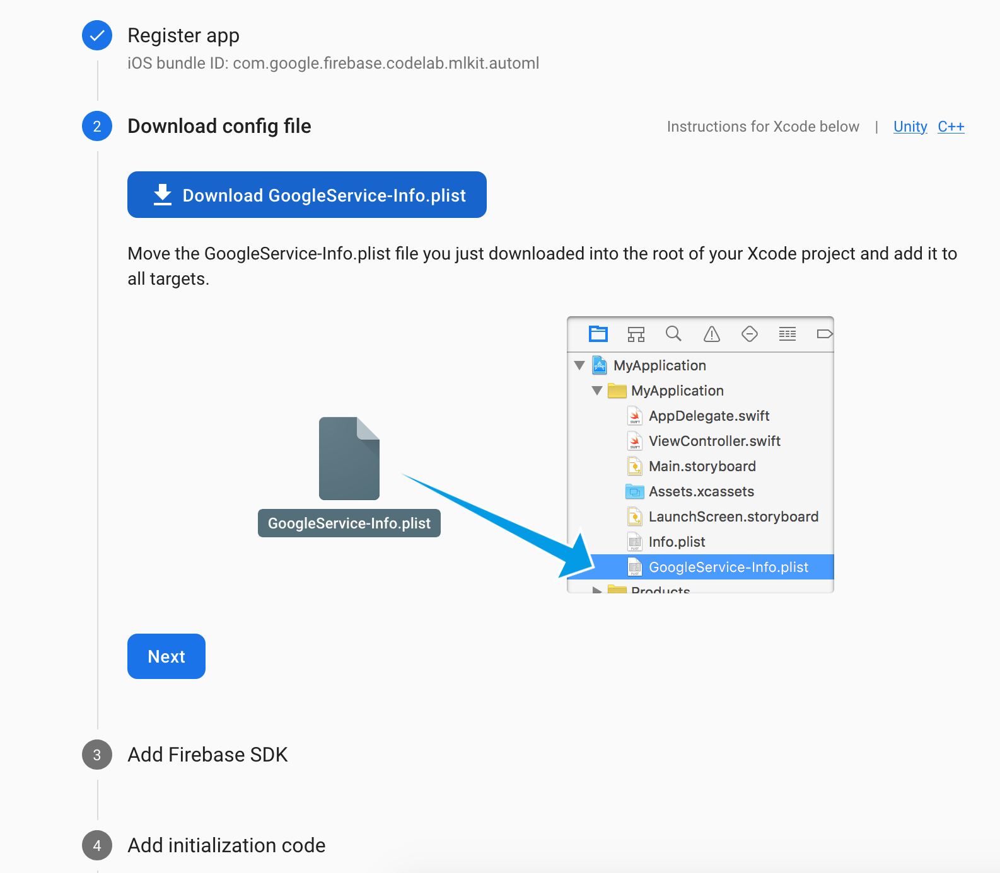 Register app
iOS bundle ID: com.google.firebase.codelab.mlkit.automl
2
Download config file
Instructions for Xcode below | Unity C++
Download GoogleService-Info.plist
Move the GoogleService-Info.plist file you just downloaded into the root of your Xcode project and add it to
all targets.
GoogleService-Info.plist
MyApplication
MyApplication
SWIFT AppDelegate.swift
SWIFT ViewController.swift
Main.storyboard
Assets.xcassets
LaunchScreen.storyboard
PLIST Info.plist
PLIST GoogleService-Info.plist
Products
Next
3
Add Firebase SDK
4
Add initialization code